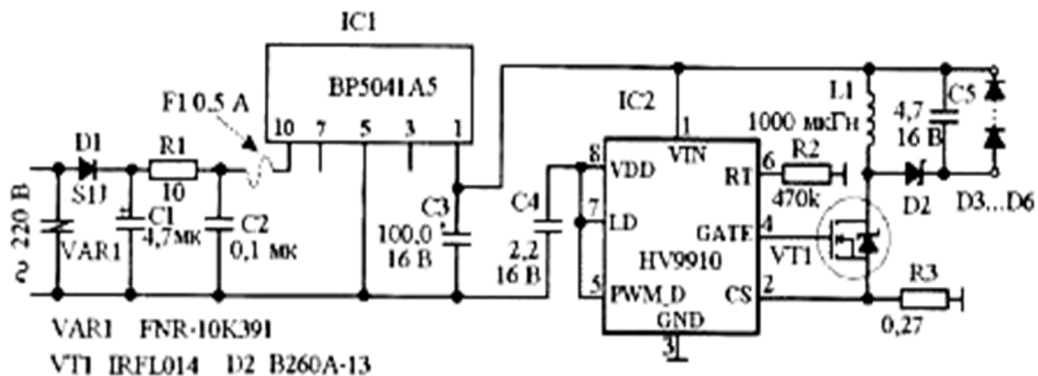 IC1
BP5041A5
F1 0.5 А
10
7
5
3
1
IC2
L1
1000 мкГн
4,7
16 В
C5
D1
S1J
R1
10
C1
4,7мк
C2
0,1 мк
VAR1
~ 220 В
C3
100,0
16 В
C4
2,2
16 В
1
VIN
8
VDD
7
LD
5
PWM_D
HV9910
GND
3
RT
6
GATE
4
CS
2
R2
470k
VT1
D2
D3...D6
R3
0,27
VAR1 FNR-10K391
VT1 IRFL014 D2 B260A-13